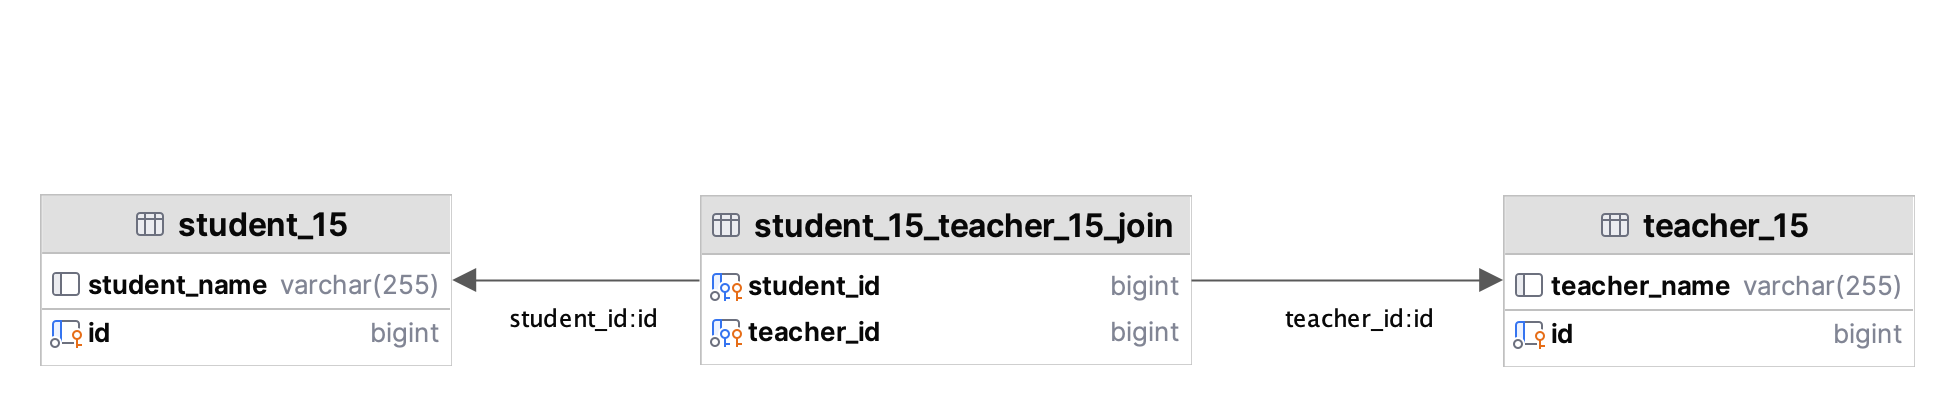 student_15
student_name varchar(255)
id bigint
student_id:id
student_15_teacher_15_join
student_id bigint
teacher_id bigint
teacher_id:id
teacher_15
teacher_name varchar(255)
id bigint